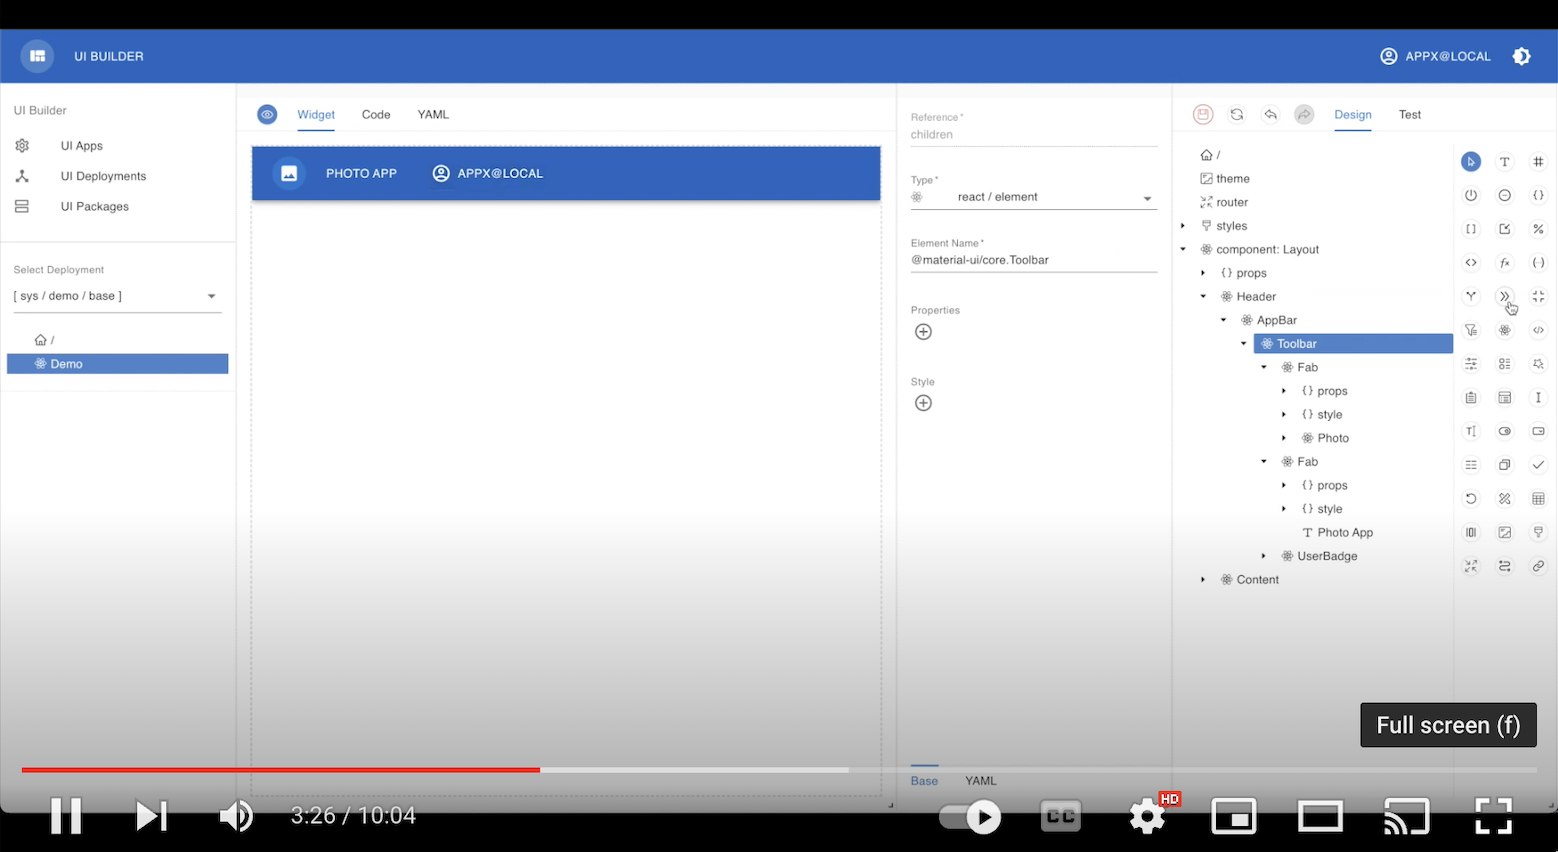 UI BUILDER
APPX@LOCAL
UI Builder
UI Apps
UI Deployments
UI Packages
Select Deployment
[ sys / demo / base ]
/
Demo
Widget Code YAML
PHOTO APP APPX@LOCAL
Reference*
children
Type*
react / element
Element Name*
@material-ui/core.Toolbar
Properties
Style
Base YAML
Design Test
/
theme
router
styles
component: Layout
{ } props
Header
AppBar
Toolbar
Fab
{ } props
{ } style
Photo
Fab
{ } props
{ } style
T Photo App
UserBadge
Content
Full screen (f)
3:26 / 10:04
CC
HD